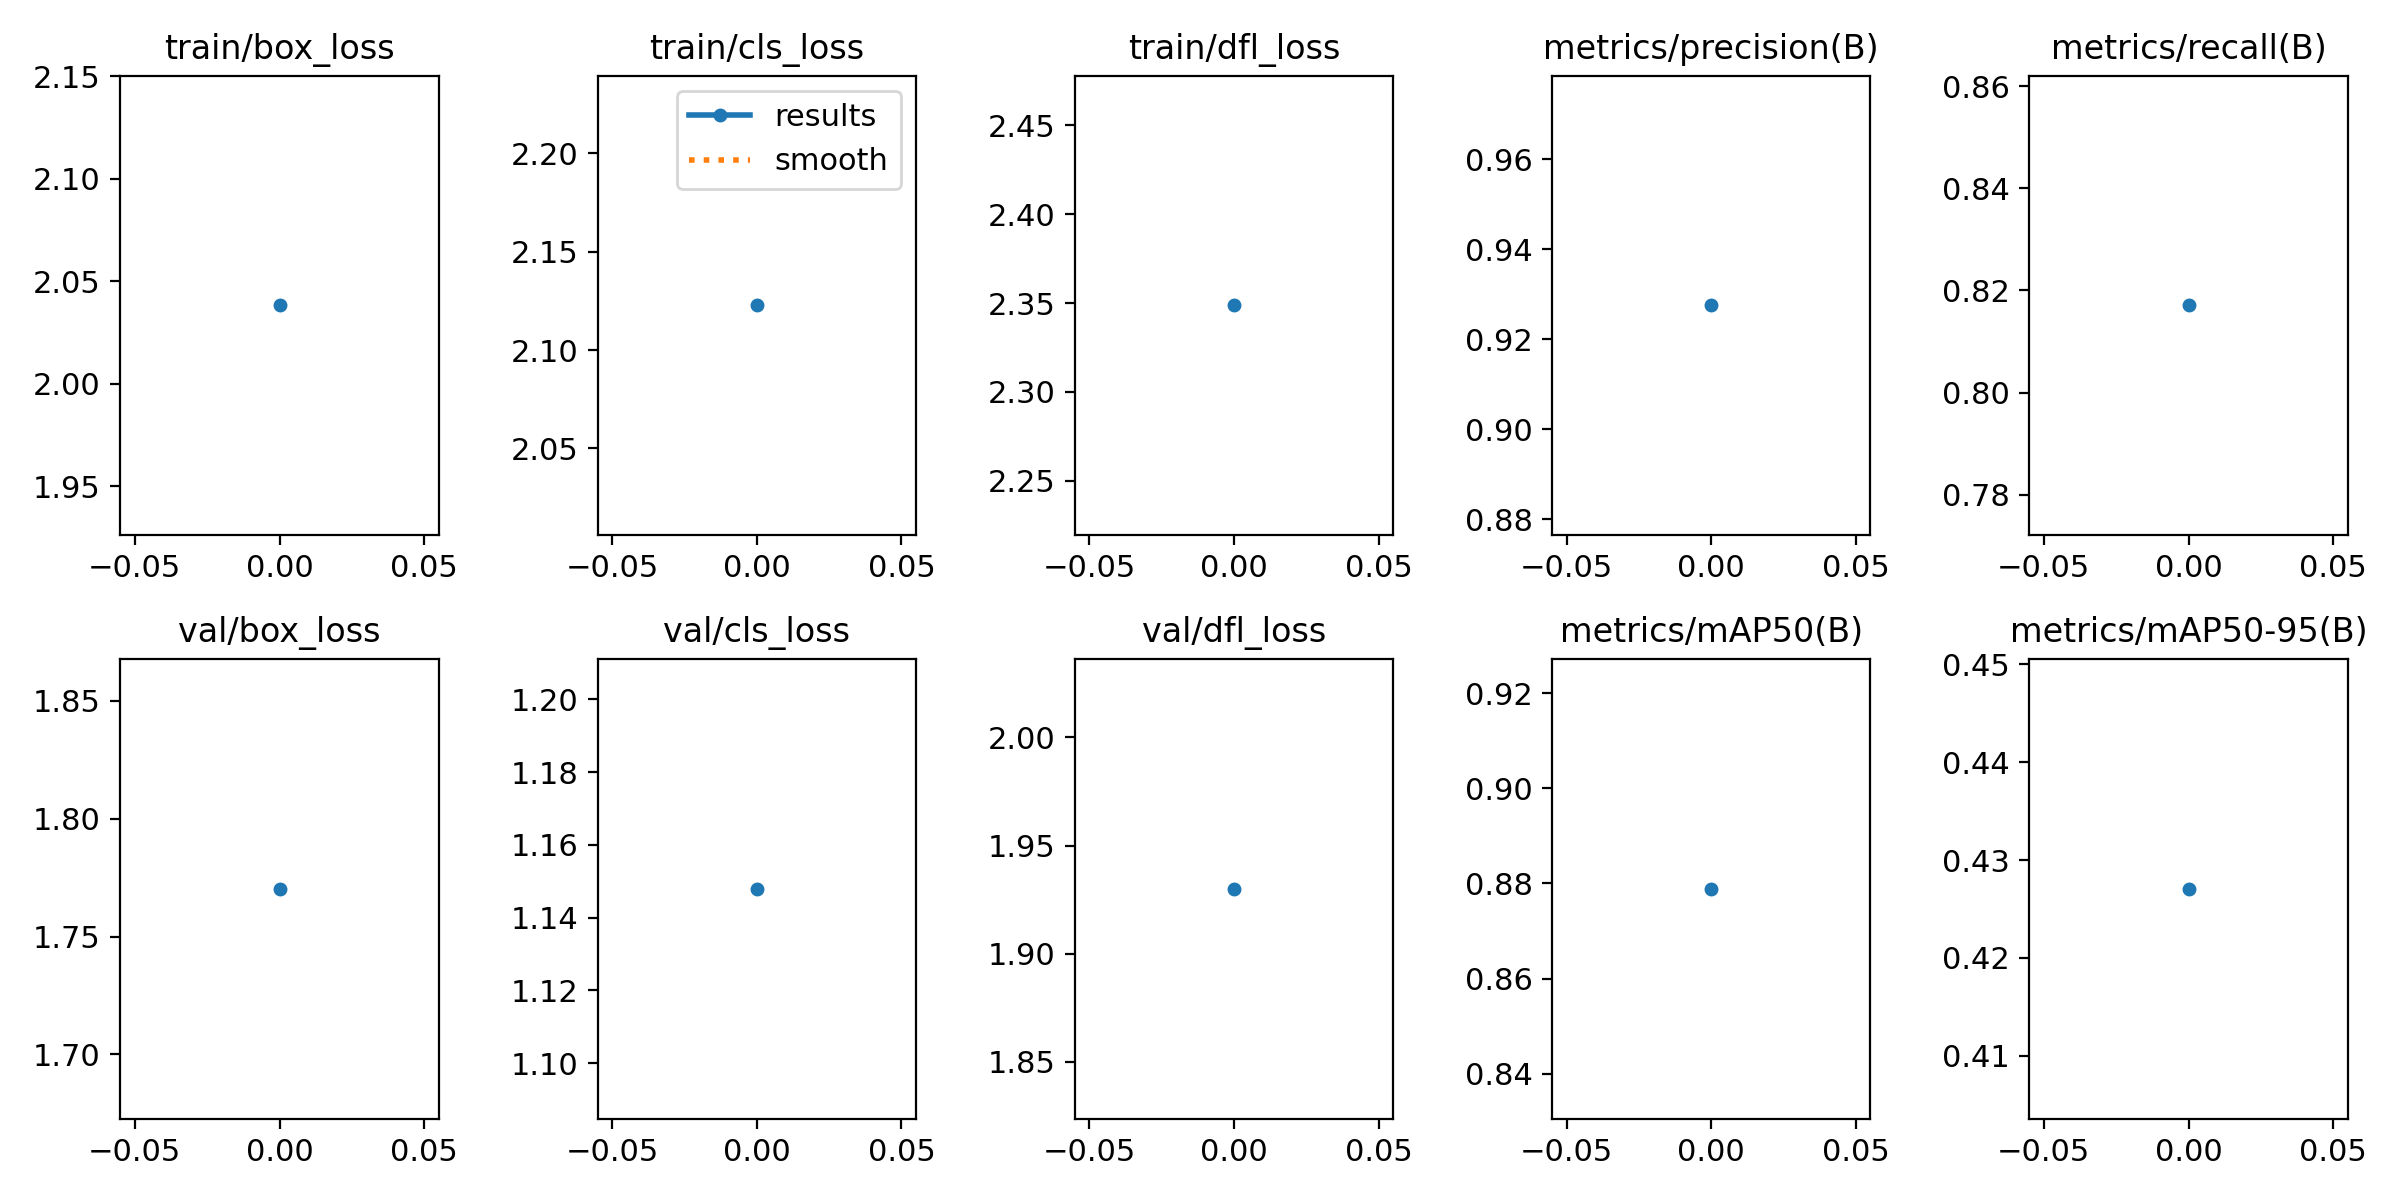 train/box_loss
2.15
2.10
2.05
2.00
1.95
−0.05 0.00 0.05
train/cls_loss
results
smooth
2.20
2.15
2.10
2.05
−0.05 0.00 0.05
train/dfl_loss
2.45
2.40
2.35
2.30
2.25
−0.05 0.00 0.05
metrics/precision(B)
0.96
0.94
0.92
0.90
0.88
−0.05 0.00 0.05
metrics/recall(B)
0.86
0.84
0.82
0.80
0.78
−0.05 0.00 0.05
val/box_loss
1.85
1.80
1.75
1.70
−0.05 0.00 0.05
val/cls_loss
1.20
1.18
1.16
1.14
1.12
1.10
−0.05 0.00 0.05
val/dfl_loss
2.00
1.95
1.90
1.85
−0.05 0.00 0.05
metrics/mAP50(B)
0.92
0.90
0.88
0.86
0.84
−0.05 0.00 0.05
metrics/mAP50-95(B)
0.45
0.44
0.43
0.42
0.41
−0.05 0.00 0.05